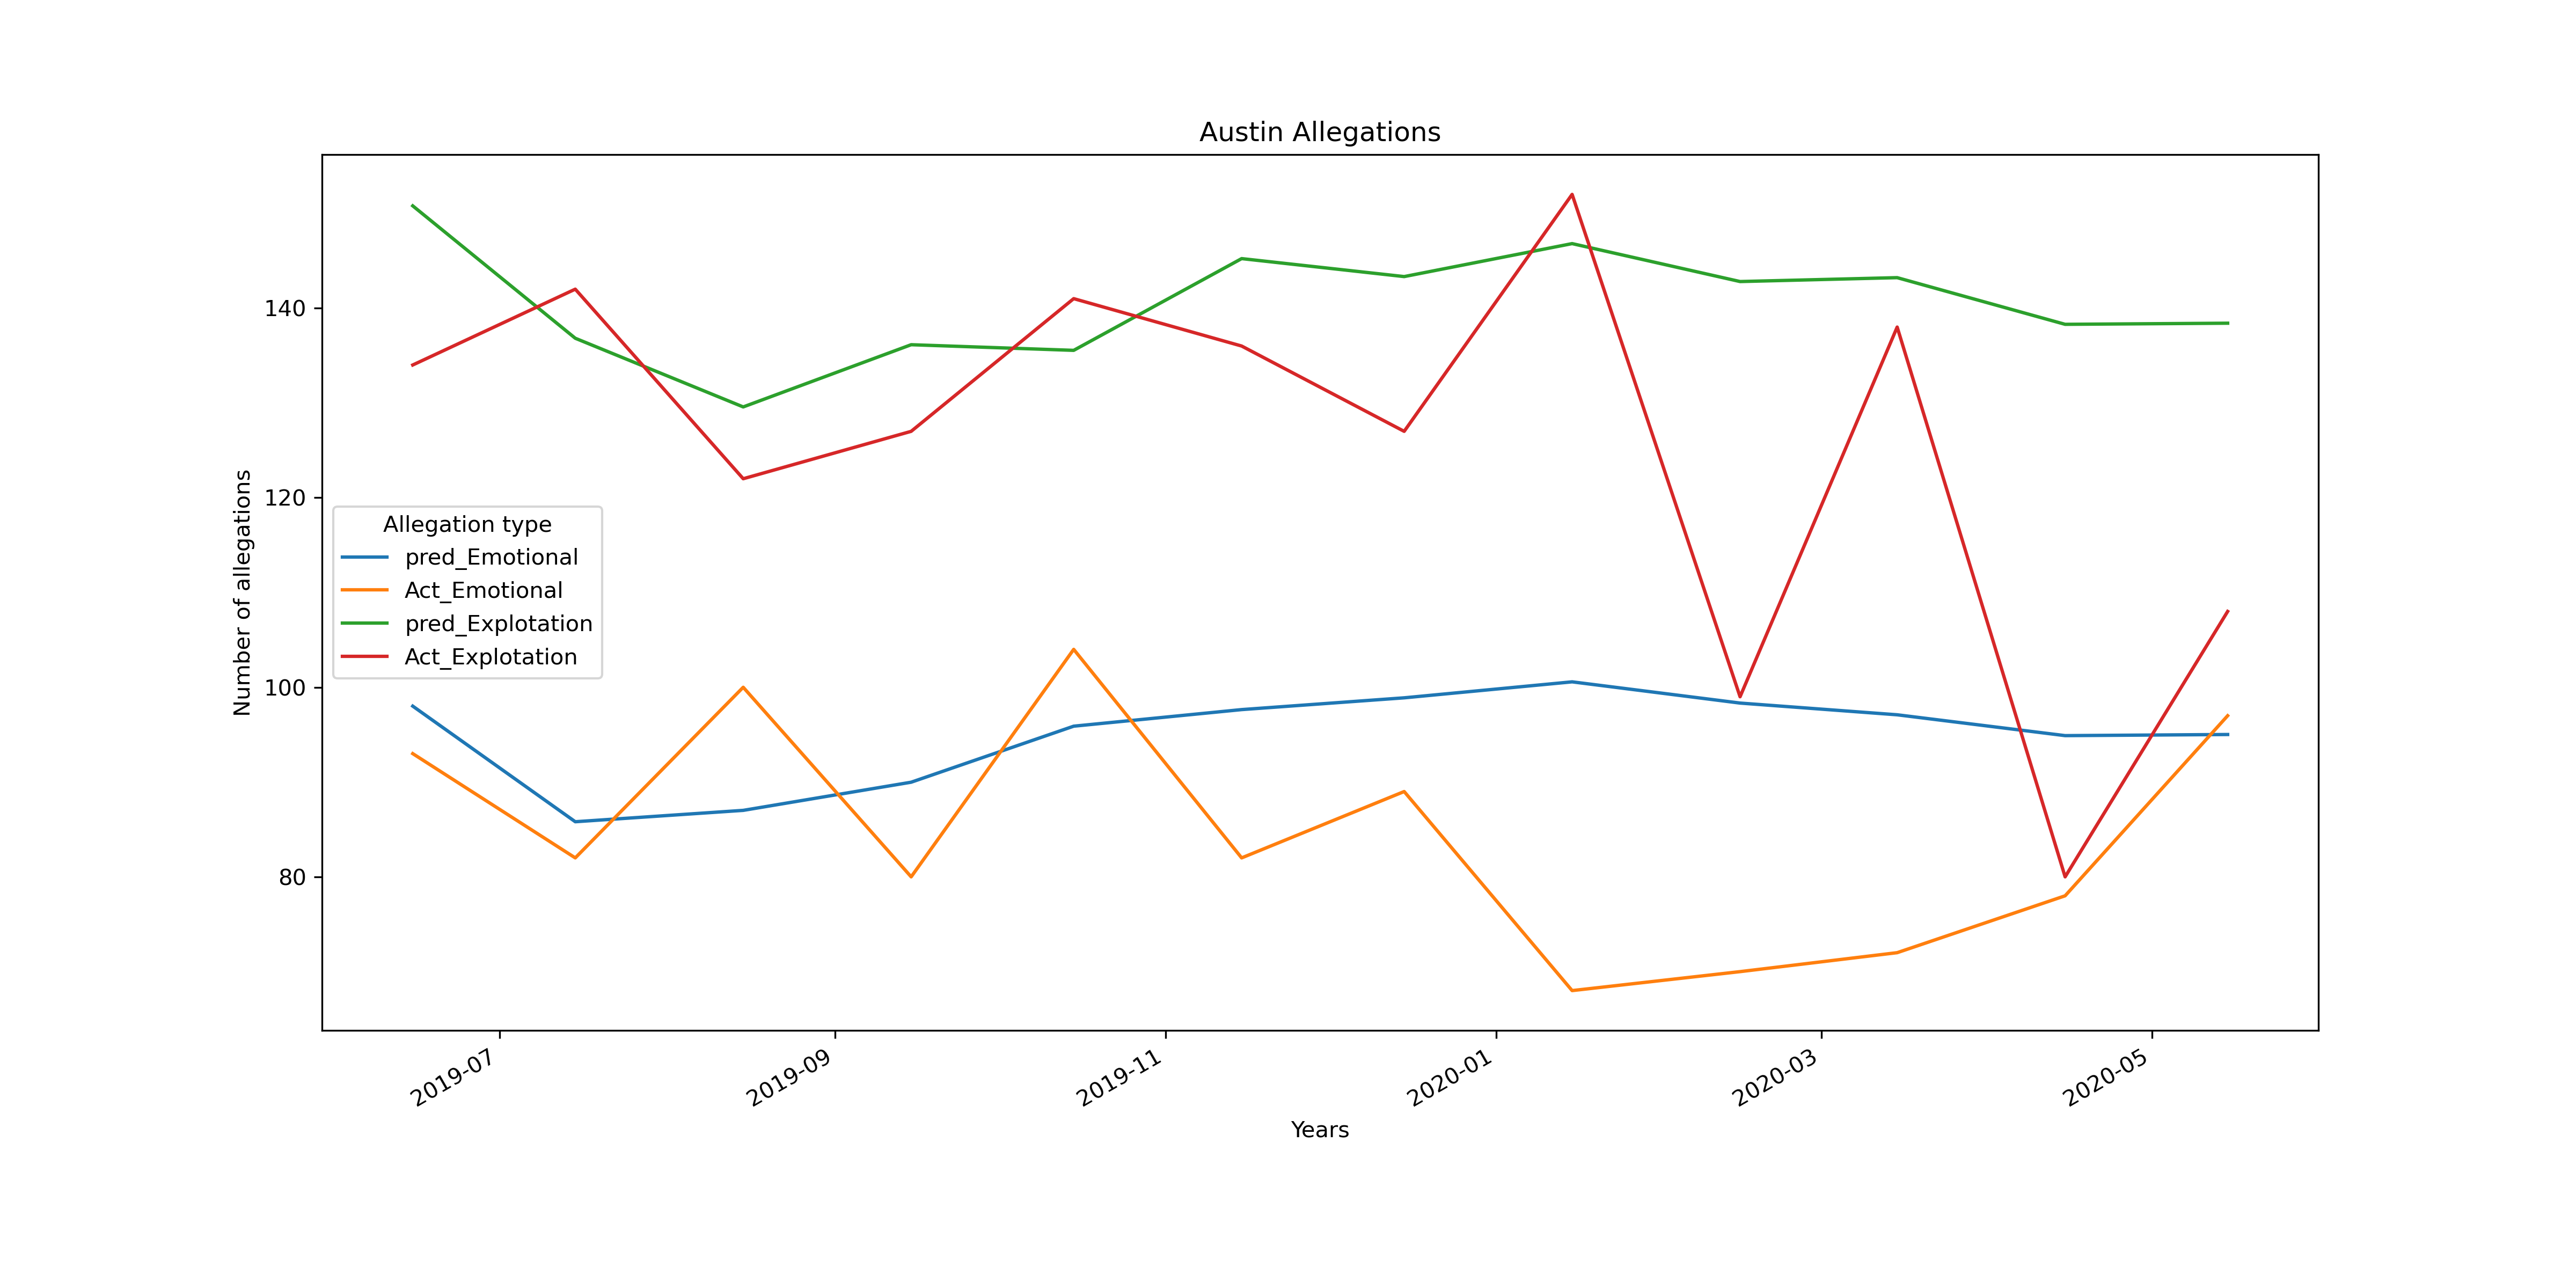 Austin Allegations
Number of allegations
140
120
100
80
Allegation type
pred_Emotional
Act_Emotional
pred_Explotation
Act_Explotation
2019-07
2019-09
2019-11
2020-01
2020-03
2020-05
Years